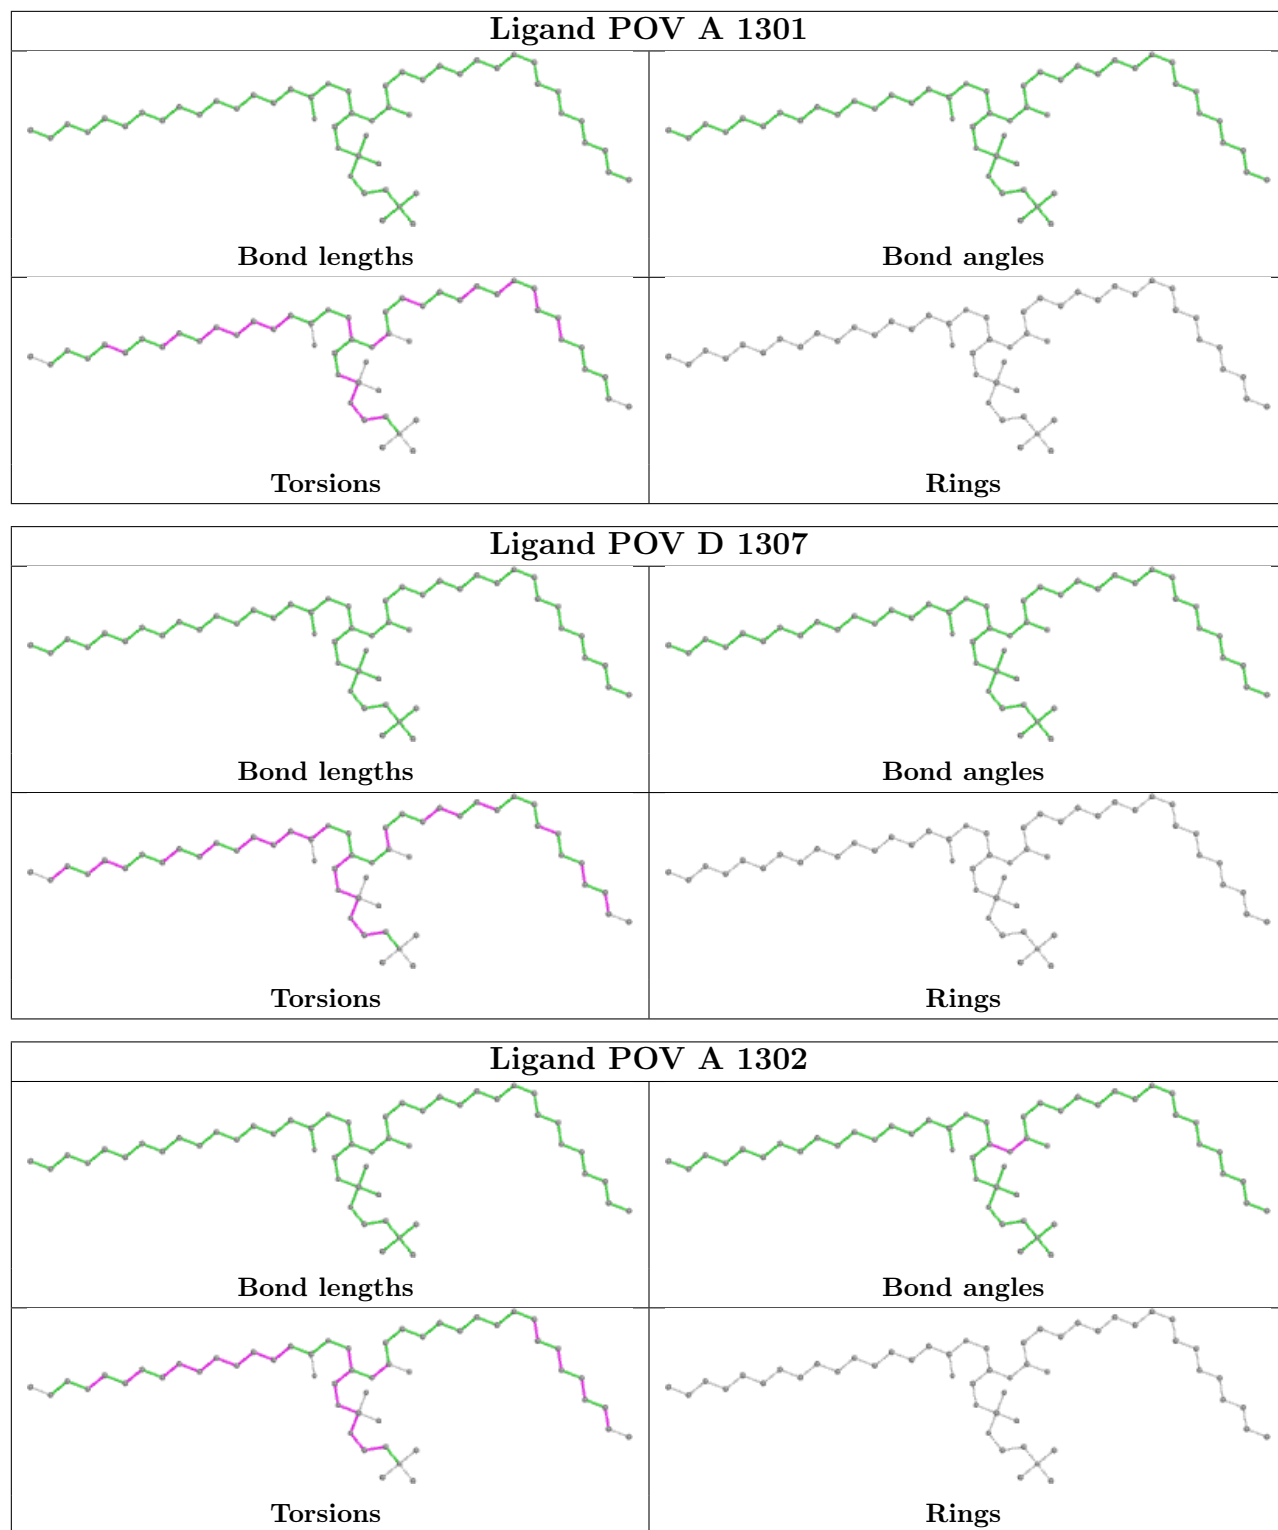 Ligand POV A 1301
Bond lengths
Bond angles
Torsions
Rings
Ligand POV D 1307
Bond lengths
Bond angles
Torsions
Rings
Ligand POV A 1302
Bond lengths
Bond angles
Torsions
Rings